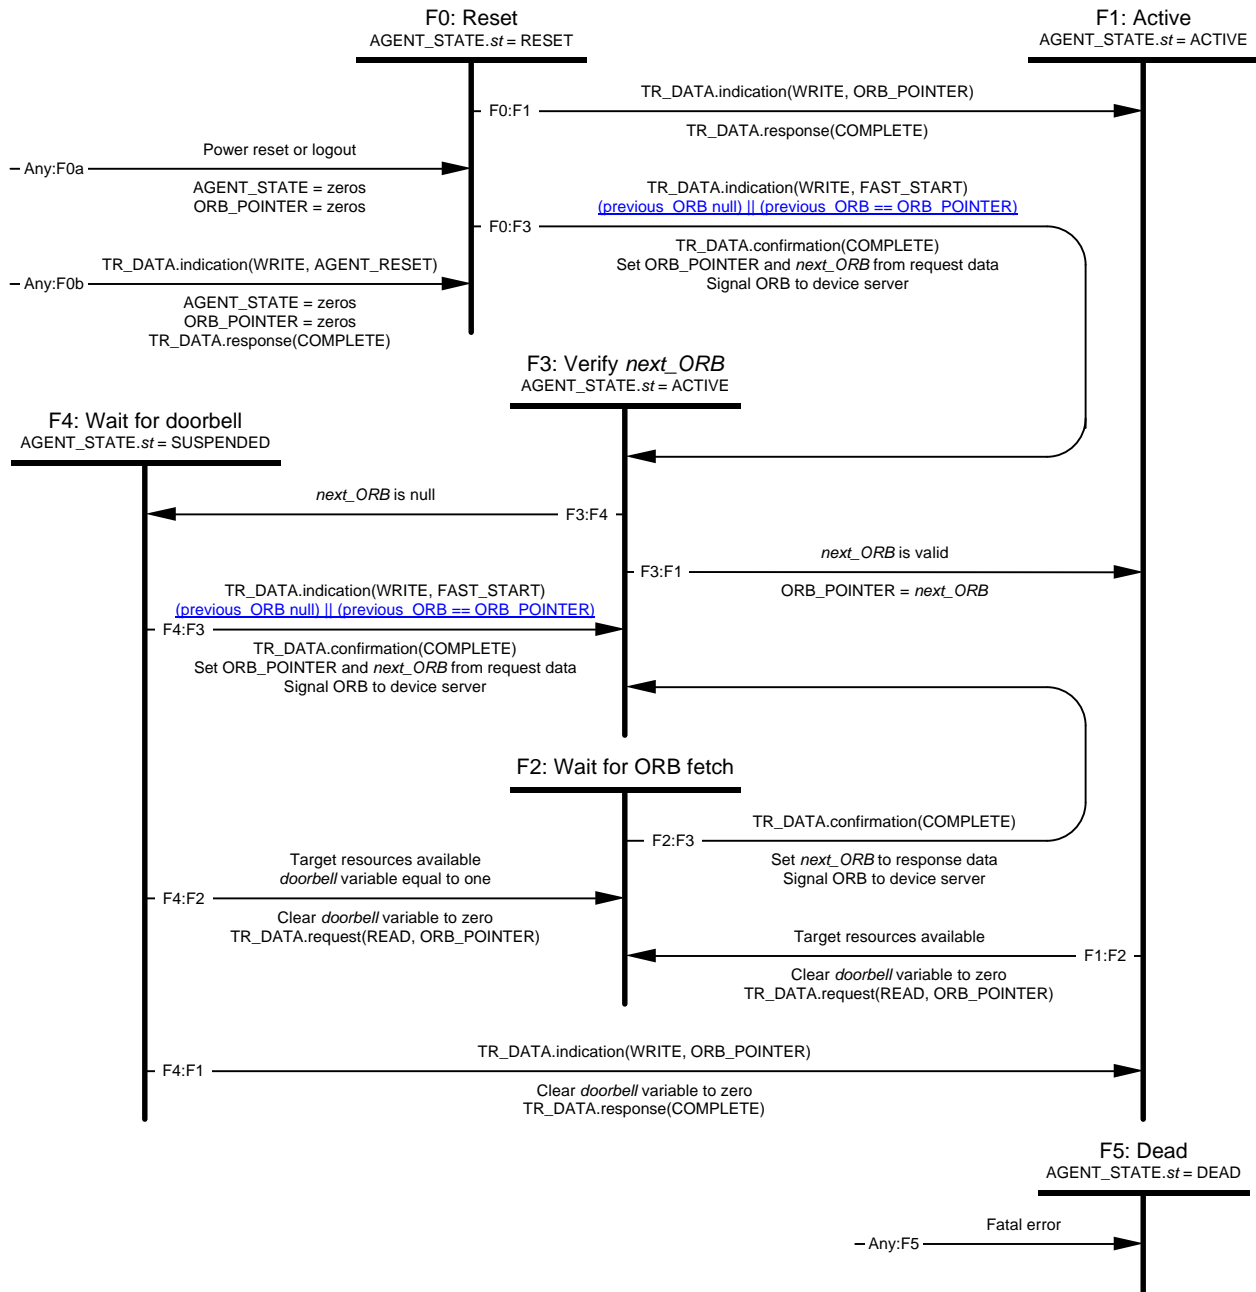 F0: Reset
AGENT_STATE.st = RESET
F1: Active
AGENT_STATE.st = ACTIVE
TR_DATA.indication(WRITE, ORB_POINTER)
F0:F1
TR_DATA.response(COMPLETE)
Power reset or logout
Any:F0a
AGENT_STATE = zeros
ORB_POINTER = zeros
TR_DATA.indication(WRITE, FAST_START)
(previous_ORB null) || (previous_ORB == ORB_POINTER)
F0:F3
TR_DATA.confirmation(COMPLETE)
Set ORB_POINTER and next_ORB from request data
Signal ORB to device server
TR_DATA.indication(WRITE, AGENT_RESET)
Any:F0b
AGENT_STATE = zeros
ORB_POINTER = zeros
TR_DATA.response(COMPLETE)
F3: Verify next_ORB
AGENT_STATE.st = ACTIVE
F4: Wait for doorbell
AGENT_STATE.st = SUSPENDED
next_ORB is null
F3:F4
next_ORB is valid
F3:F1
ORB_POINTER = next_ORB
TR_DATA.indication(WRITE, FAST_START)
(previous_ORB null) || (previous_ORB == ORB_POINTER)
F4:F3
TR_DATA.confirmation(COMPLETE)
Set ORB_POINTER and next_ORB from request data
Signal ORB to device server
F2: Wait for ORB fetch
TR_DATA.confirmation(COMPLETE)
F2:F3
Set next_ORB to response data
Signal ORB to device server
Target resources available
doorbell variable equal to one
F4:F2
Clear doorbell variable to zero
TR_DATA.request(READ, ORB_POINTER)
Target resources available
F1:F2
Clear doorbell variable to zero
TR_DATA.request(READ, ORB_POINTER)
TR_DATA.indication(WRITE, ORB_POINTER)
F4:F1
Clear doorbell variable to zero
TR_DATA.response(COMPLETE)
F5: Dead
AGENT_STATE.st = DEAD
Fatal error
Any:F5